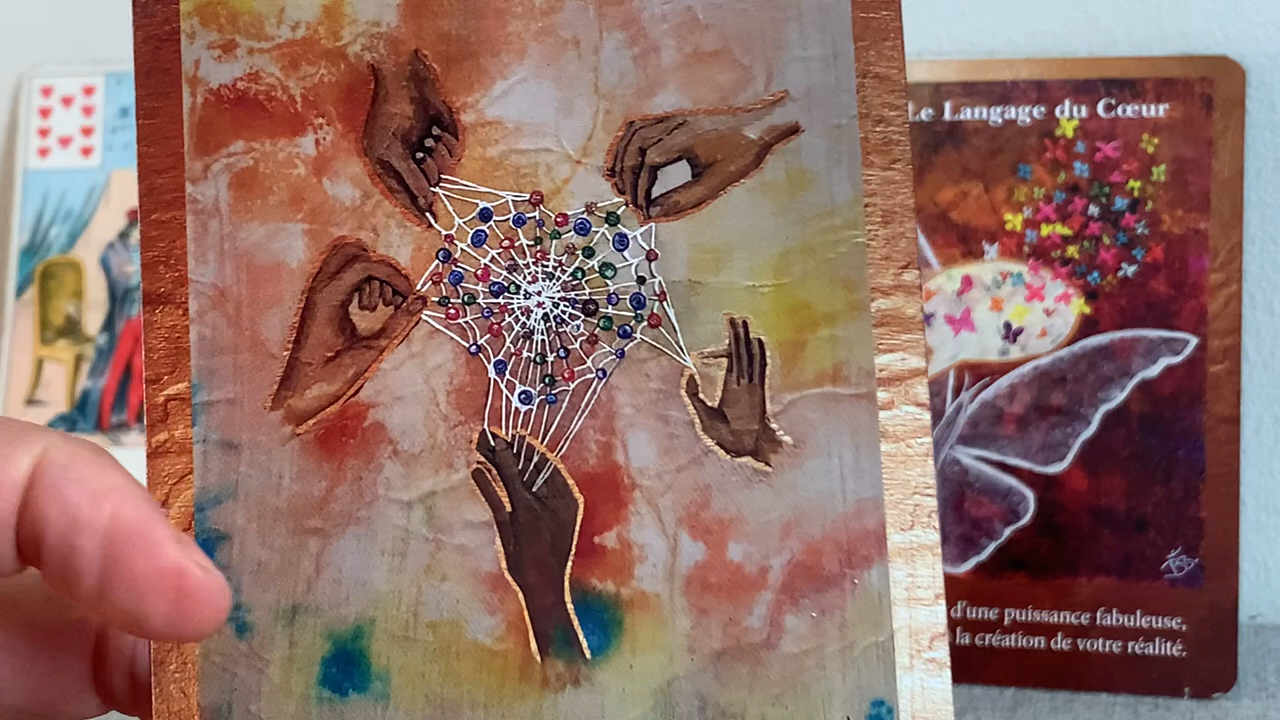 Le Langage du Cœur
d'une puissance fabuleuse,
la création de votre réalité.